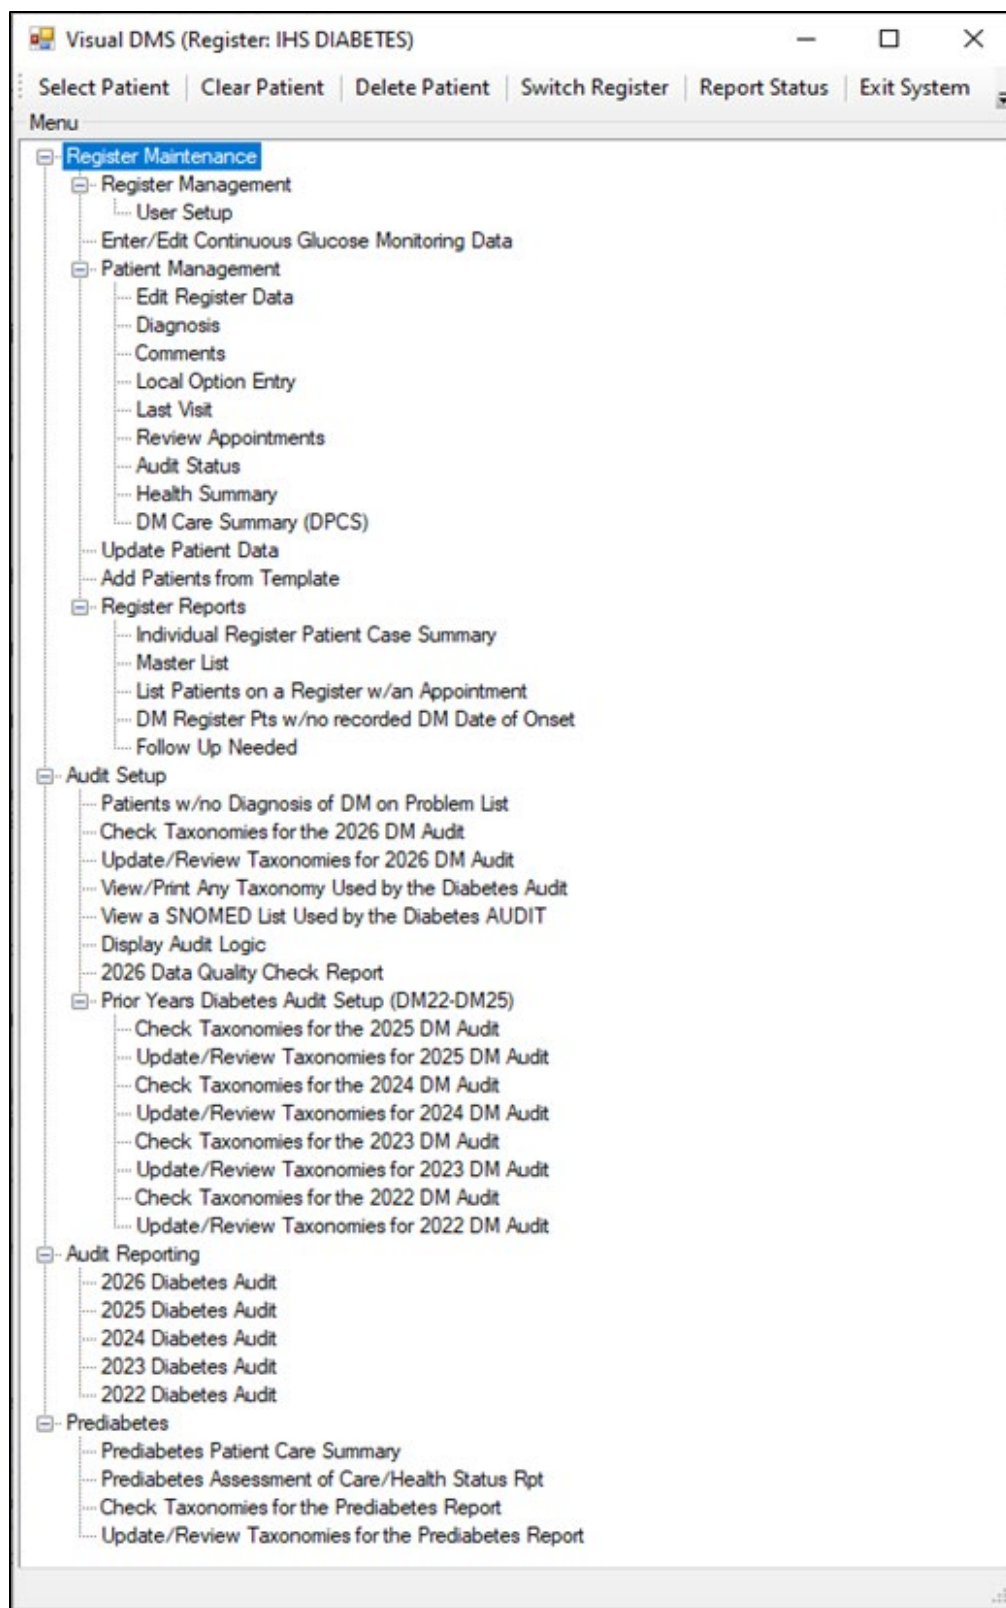 Visual DMS (Register: IHS DIABETES)
Select Patient Clear Patient Delete Patient Switch Register Report Status Exit System
Menu
Register Maintenance
Register Management
User Setup
Enter/Edit Continuous Glucose Monitoring Data
Patient Management
Edit Register Data
Diagnosis
Comments
Local Option Entry
Last Visit
Review Appointments
Audit Status
Health Summary
DM Care Summary (DPCS)
Update Patient Data
Add Patients from Template
Register Reports
Individual Register Patient Case Summary
Master List
List Patients on a Register w/an Appointment
DM Register Pts w/no recorded DM Date of Onset
Follow Up Needed
Audit Setup
Patients w/no Diagnosis of DM on Problem List
Check Taxonomies for the 2026 DM Audit
Update/Review Taxonomies for 2026 DM Audit
View/Print Any Taxonomy Used by the Diabetes Audit
View a SNOMED List Used by the Diabetes AUDIT
Display Audit Logic
2026 Data Quality Check Report
Prior Years Diabetes Audit Setup (DM22-DM25)
Check Taxonomies for the 2025 DM Audit
Update/Review Taxonomies for 2025 DM Audit
Check Taxonomies for the 2024 DM Audit
Update/Review Taxonomies for 2024 DM Audit
Check Taxonomies for the 2023 DM Audit
Update/Review Taxonomies for 2023 DM Audit
Check Taxonomies for the 2022 DM Audit
Update/Review Taxonomies for 2022 DM Audit
Audit Reporting
2026 Diabetes Audit
2025 Diabetes Audit
2024 Diabetes Audit
2023 Diabetes Audit
2022 Diabetes Audit
Prediabetes
Prediabetes Patient Care Summary
Prediabetes Assessment of Care/Health Status Rpt
Check Taxonomies for the Prediabetes Report
Update/Review Taxonomies for the Prediabetes Report